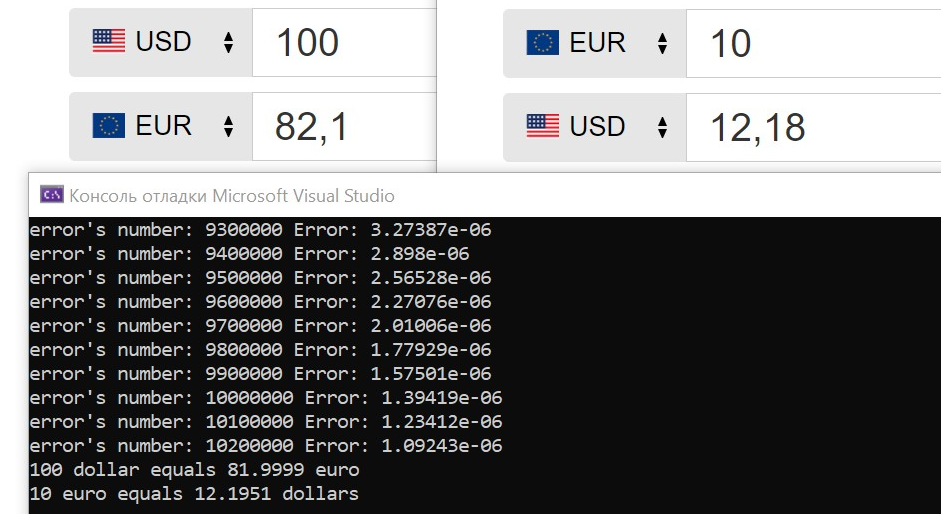 USD 100
EUR 82,1
EUR 10
USD 12,18
C:\ Консоль отладки Microsoft Visual Studio
error's number: 9300000 Error: 3.27387e-06
error's number: 9400000 Error: 2.898e-06
error's number: 9500000 Error: 2.56528e-06
error's number: 9600000 Error: 2.27076e-06
error's number: 9700000 Error: 2.01006e-06
error's number: 9800000 Error: 1.77929e-06
error's number: 9900000 Error: 1.57501e-06
error's number: 10000000 Error: 1.39419e-06
error's number: 10100000 Error: 1.23412e-06
error's number: 10200000 Error: 1.09243e-06
100 dollar equals 81.9999 euro
10 euro equals 12.1951 dollars